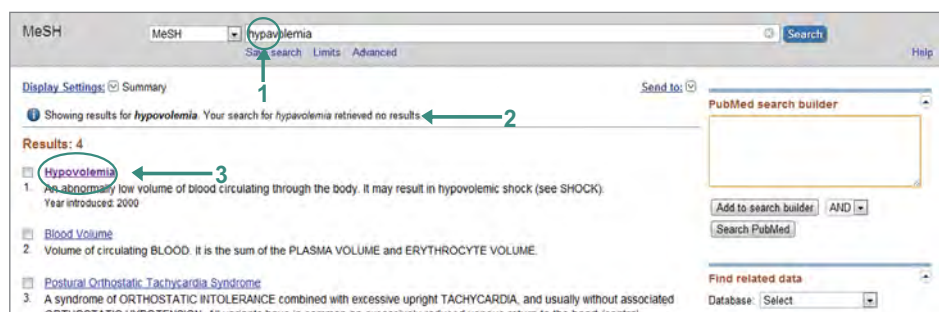 MeSH MeSH hypavolemia Search
Save search Limits Advanced Help
1
Display Settings: Summary Send to:
Showing results for hypovolemia. Your search for hypavolemia retrieved no results 2
Results: 4
Hypovolemia 3
1. An abnormally low volume of blood circulating through the body. It may result in hypovolemic shock (see SHOCK).
Year introduced: 2000
Blood Volume
2. Volume of circulating BLOOD. It is the sum of the PLASMA VOLUME and ERYTHROCYTE VOLUME.
Postural Orthostatic Tachycardia Syndrome
3. A syndrome of ORTHOSTATIC INTOLERANCE combined with excessive upright TACHYCARDIA, and usually without associated
PubMed search builder
Add to search builder AND
Search PubMed
Find related data
Database: Select